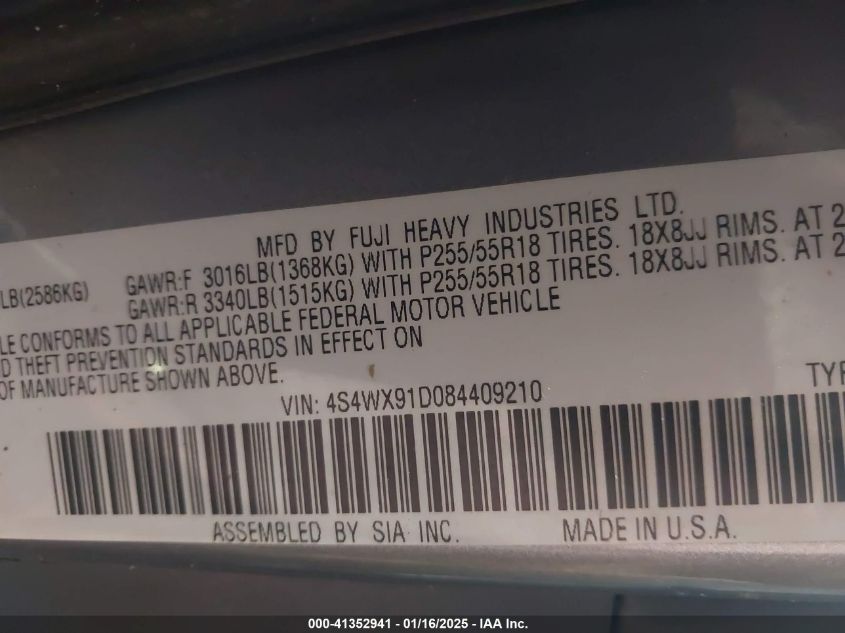 MFD BY FUJI HEAVY INDUSTRIES LTD.
LB(2586KG) GAWR:F 3016LB(1368KG) WITH P255/55R18 TIRES. 18X8JJ RIMS. AT 2
GAWR:R 3340LB(1515KG) WITH P255/55R18 TIRES. 18X8JJ RIMS. AT 2
LE CONFORMS TO ALL APPLICABLE FEDERAL MOTOR VEHICLE
D THEFT PREVENTION STANDARDS IN EFFECT ON
OF MANUFACTURE SHOWN ABOVE.
VIN: 4S4WX91D084409210 TYP
ASSEMBLED BY SIA INC. MADE IN U.S.A.
000-41352941 - 01/16/2025 - IAA Inc.